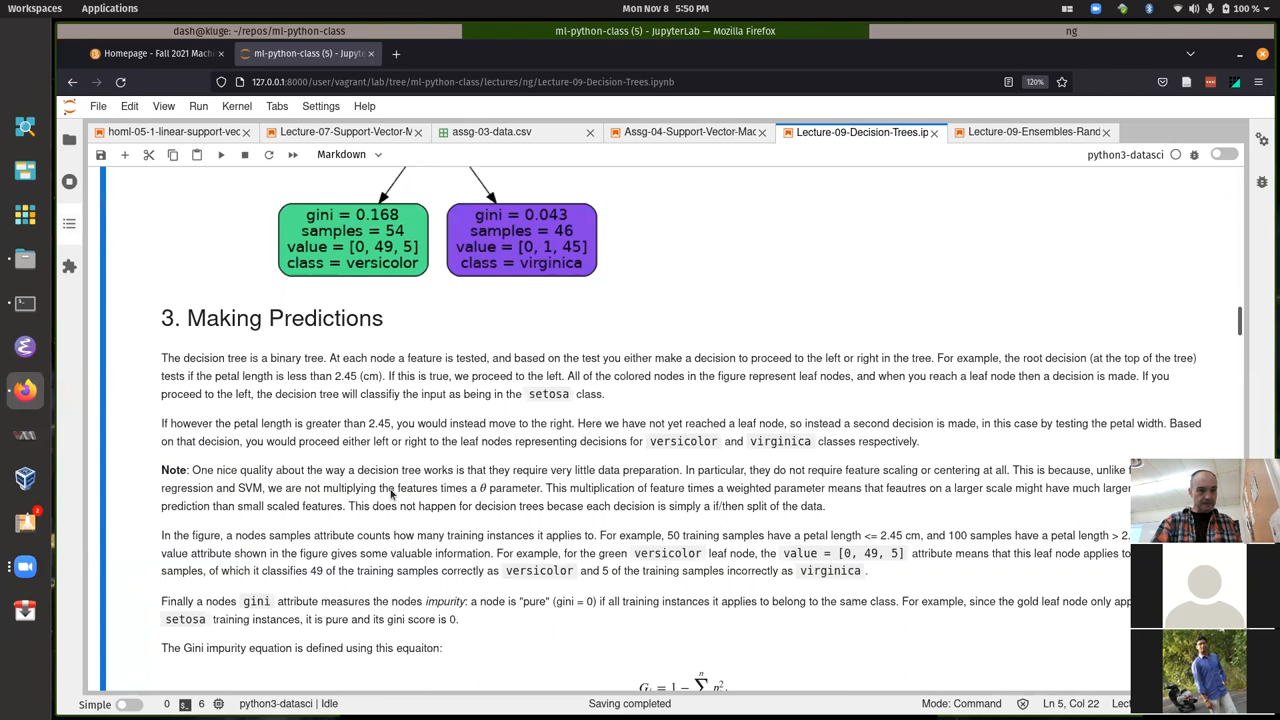 Workspaces Applications Mon Nov 8 5:50 PM 100 %
dash@kluge: ~/repos/ml-python-class ml-python-class (5) - JupyterLab — Mozilla Firefox ng
Homepage - Fall 2021 Machi ml-python-class (5) - Jupyte
127.0.0.1:8000/user/vagrant/lab/tree/ml-python-class/lectures/ng/Lecture-09-Decision-Trees.ipynb 120%
File Edit View Run Kernel Tabs Settings Help
homl-05-1-linear-support-vec Lecture-07-Support-Vector-M assg-03-data.csv Assg-04-Support-Vector-Mac Lecture-09-Decision-Trees.ip Lecture-09-Ensembles-Rand
Markdown python3-datasci
gini = 0.168
samples = 54
value = [0, 49, 5]
class = versicolor
gini = 0.043
samples = 46
value = [0, 1, 45]
class = virginica
3. Making Predictions
The decision tree is a binary tree. At each node a feature is tested, and based on the test you either make a decision to proceed to the left or right in the tree. For example, the root decision (at the top of the tree)
tests if the petal length is less than 2.45 (cm). If this is true, we proceed to the left. All of the colored nodes in the figure represent leaf nodes, and when you reach a leaf node then a decision is made. If you
proceed to the left, the decision tree will classifiy the input as being in the setosa class.
If however the petal length is greater than 2.45, you would instead move to the right. Here we have not yet reached a leaf node, so instead a second decision is made, in this case by testing the petal width. Based
on that decision, you would proceed either left or right to the leaf nodes representing decisions for versicolor and virginica classes respectively.
Note: One nice quality about the way a decision tree works is that they require very little data preparation. In particular, they do not require feature scaling or centering at all. This is because, unlike
regression and SVM, we are not multiplying the features times a θ parameter. This multiplication of feature times a weighted parameter means that feautres on a larger scale might have much larger
prediction than small scaled features. This does not happen for decision trees becase each decision is simply a if/then split of the data.
In the figure, a nodes samples attribute counts how many training instances it applies to. For example, 50 training samples have a petal length <= 2.45 cm, and 100 samples have a petal length > 2.
value attribute shown in the figure gives some valuable information. For example, for the green versicolor leaf node, the value = [0, 49, 5] attribute means that this leaf node applies to
samples, of which it classifies 49 of the training samples correctly as versicolor and 5 of the training samples incorrectly as virginica.
Finally a nodes gini attribute measures the nodes impurity: a node is "pure" (gini = 0) if all training instances it applies to belong to the same class. For example, since the gold leaf node only
setosa training instances, it is pure and its gini score is 0.
The Gini impurity equation is defined using this equaiton:
Simple 0 6 python3-datasci | Idle Saving completed Mode: Command Ln 5, Col 22